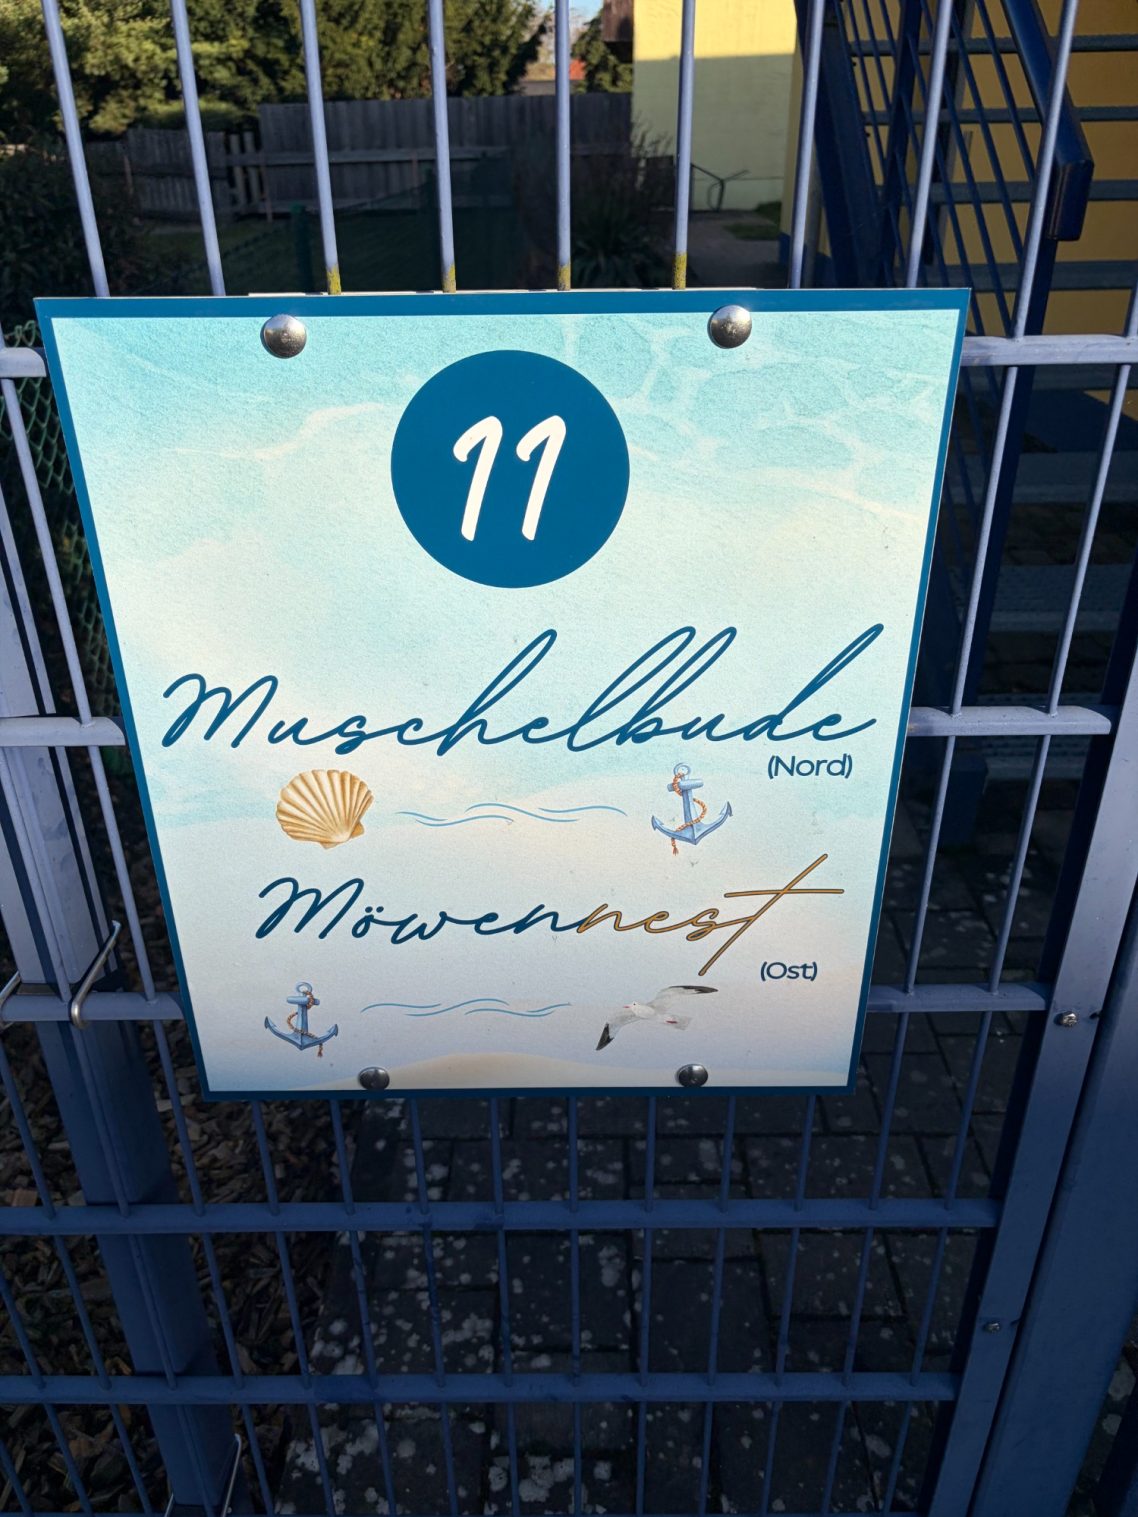 11
Muschelbude
(Nord)
Möwennest
(Ost)